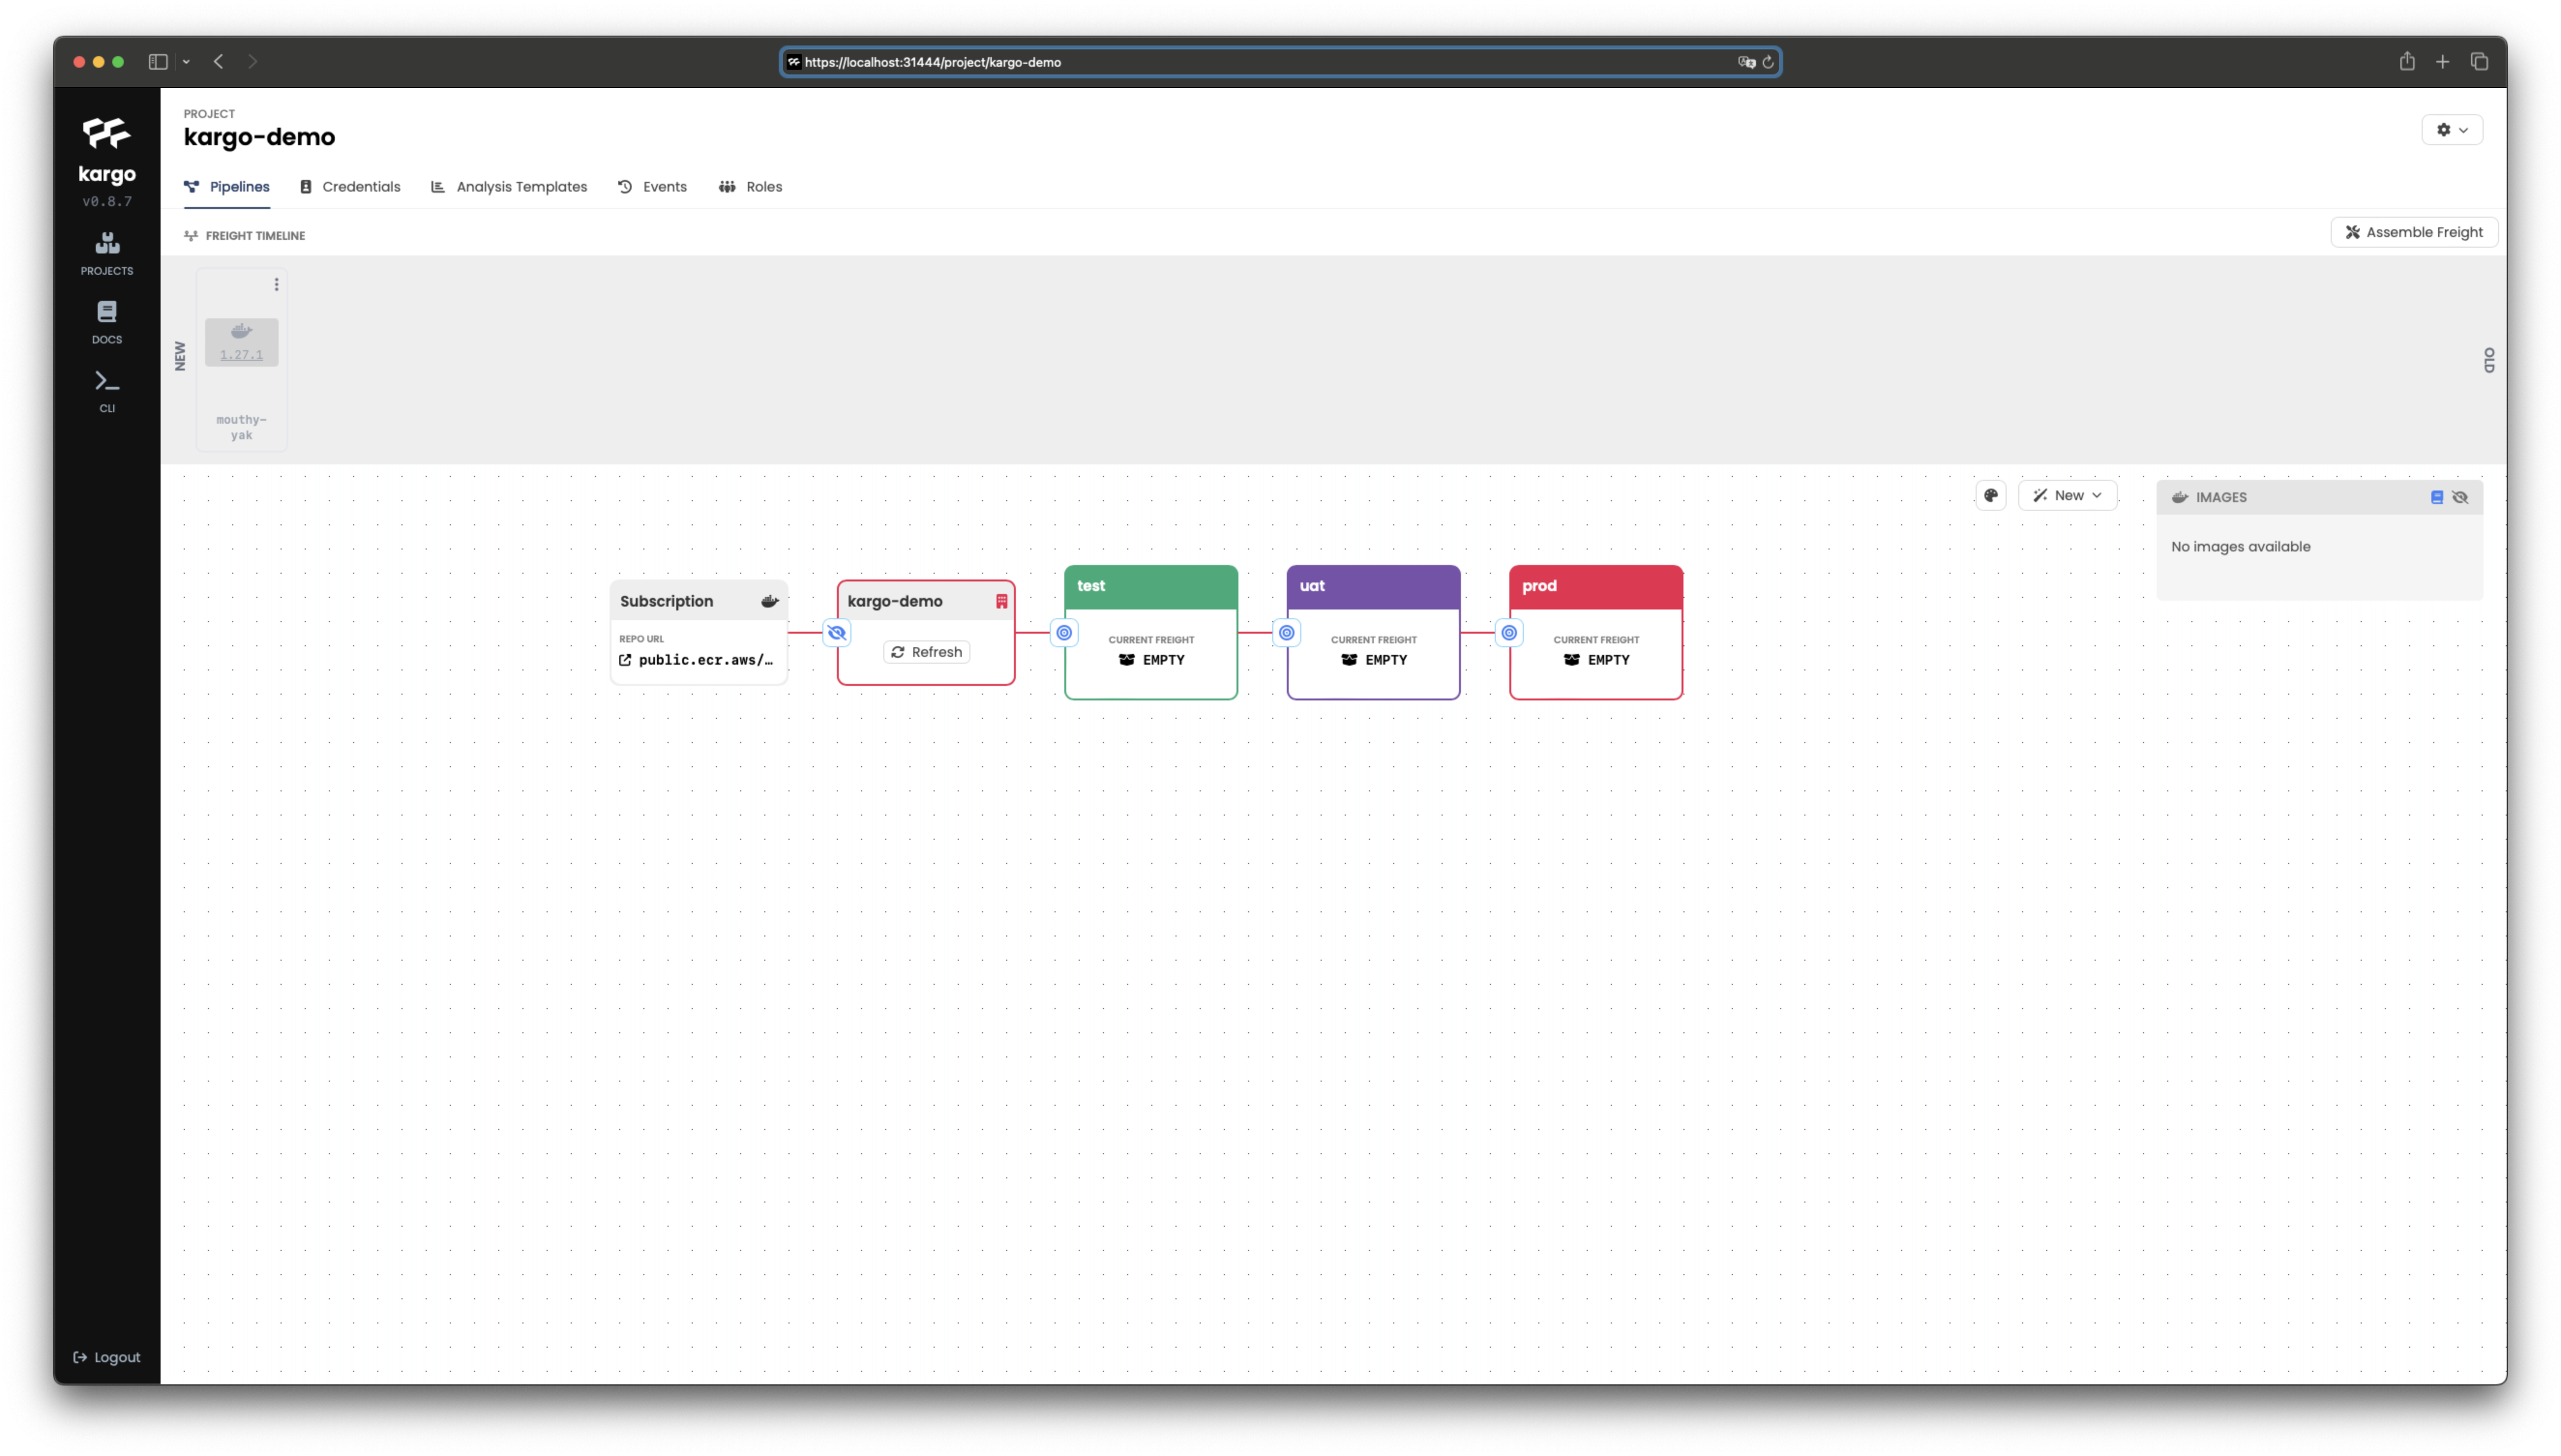 https://localhost:31444/project/kargo-demo
kargo
v0.8.7
PROJECTS
DOCS
CLI
Logout
PROJECT
kargo-demo
Pipelines
Credentials
Analysis Templates
Events
Roles
FREIGHT TIMELINE
Assemble Freight
NEW
1.27.1
mouthy-
yak
OLD
New
IMAGES
No images available
Subscription
REPO URL
public.ecr.aws/...
kargo-demo
Refresh
test
CURRENT FREIGHT
EMPTY
uat
CURRENT FREIGHT
EMPTY
prod
CURRENT FREIGHT
EMPTY